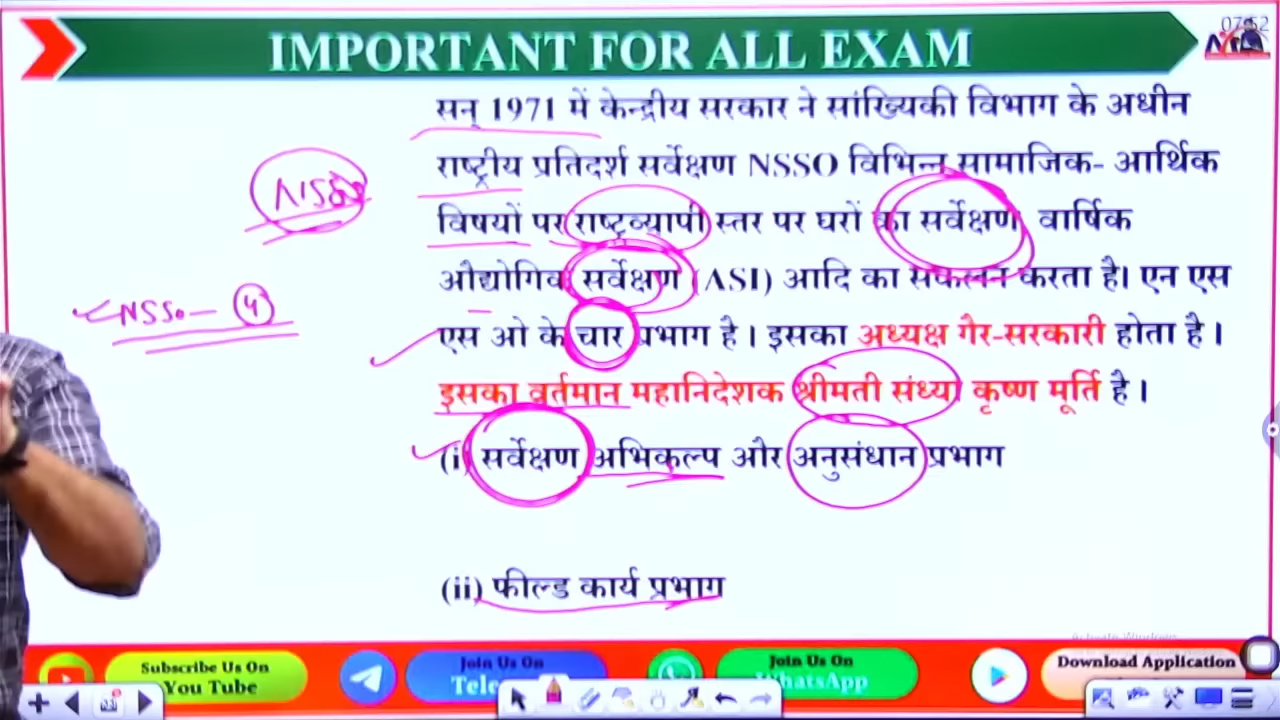 IMPORTANT FOR ALL EXAM
सन् 1971 में केन्द्रीय सरकार ने सांख्यिकी विभाग के अधीन
राष्ट्रीय प्रतिदर्श सर्वेक्षण NSSO विभिन्न सामाजिक- आर्थिक
विषयों पर राष्ट्रव्यापी स्तर पर घरों का सर्वेक्षण वार्षिक
औद्योगिक सर्वेक्षण (ASI) आदि का संकलन करता है। एन एस
एस ओ के चार प्रभाग है। इसका अध्यक्ष गैर-सरकारी होता है।
इसका वर्तमान महानिदेशक श्रीमती संध्या कृष्ण मूर्ति है।
(i) सर्वेक्षण अभिकल्प और अनुसंधान प्रभाग
(ii) फील्ड कार्य प्रभाग
NSSO
NSSO - 4
Subscribe Us On
You Tube
Join Us On
Tele
Join Us On
WhatsApp
Download Application